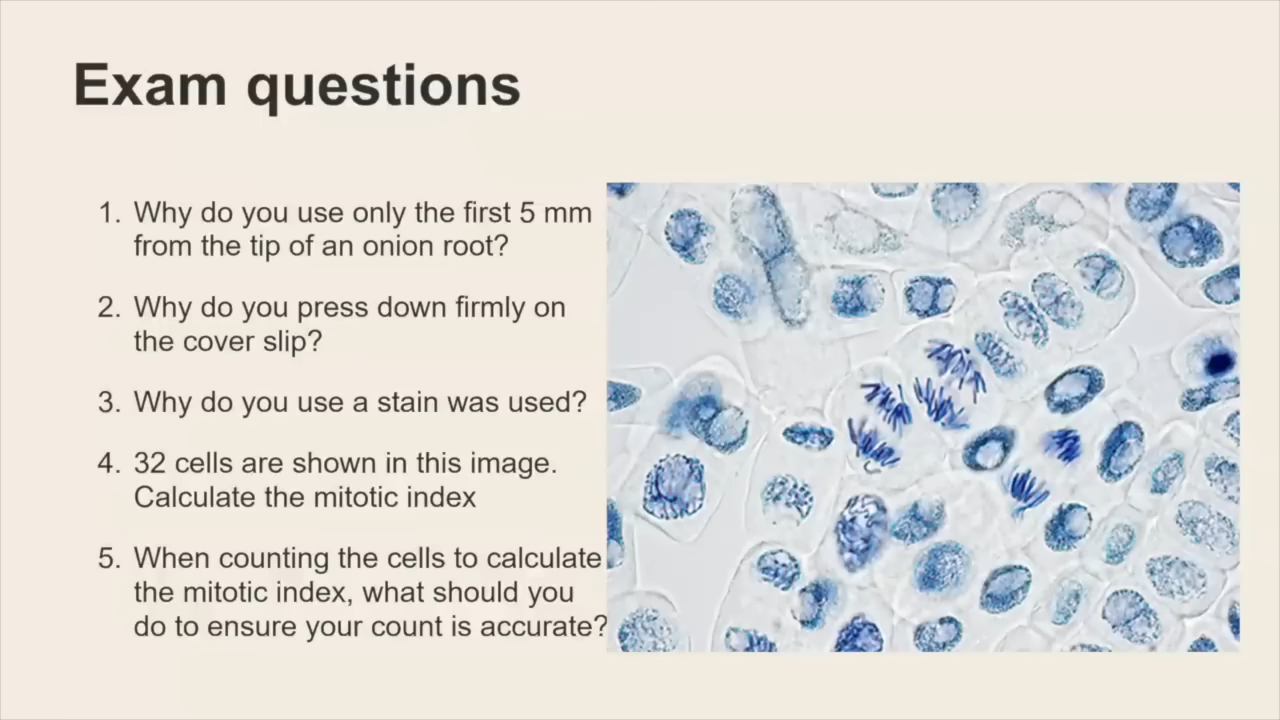 Exam questions
1. Why do you use only the first 5 mm
from the tip of an onion root?
2. Why do you press down firmly on
the cover slip?
3. Why do you use a stain was used?
4. 32 cells are shown in this image.
Calculate the mitotic index
5. When counting the cells to calculate
the mitotic index, what should you
do to ensure your count is accurate?